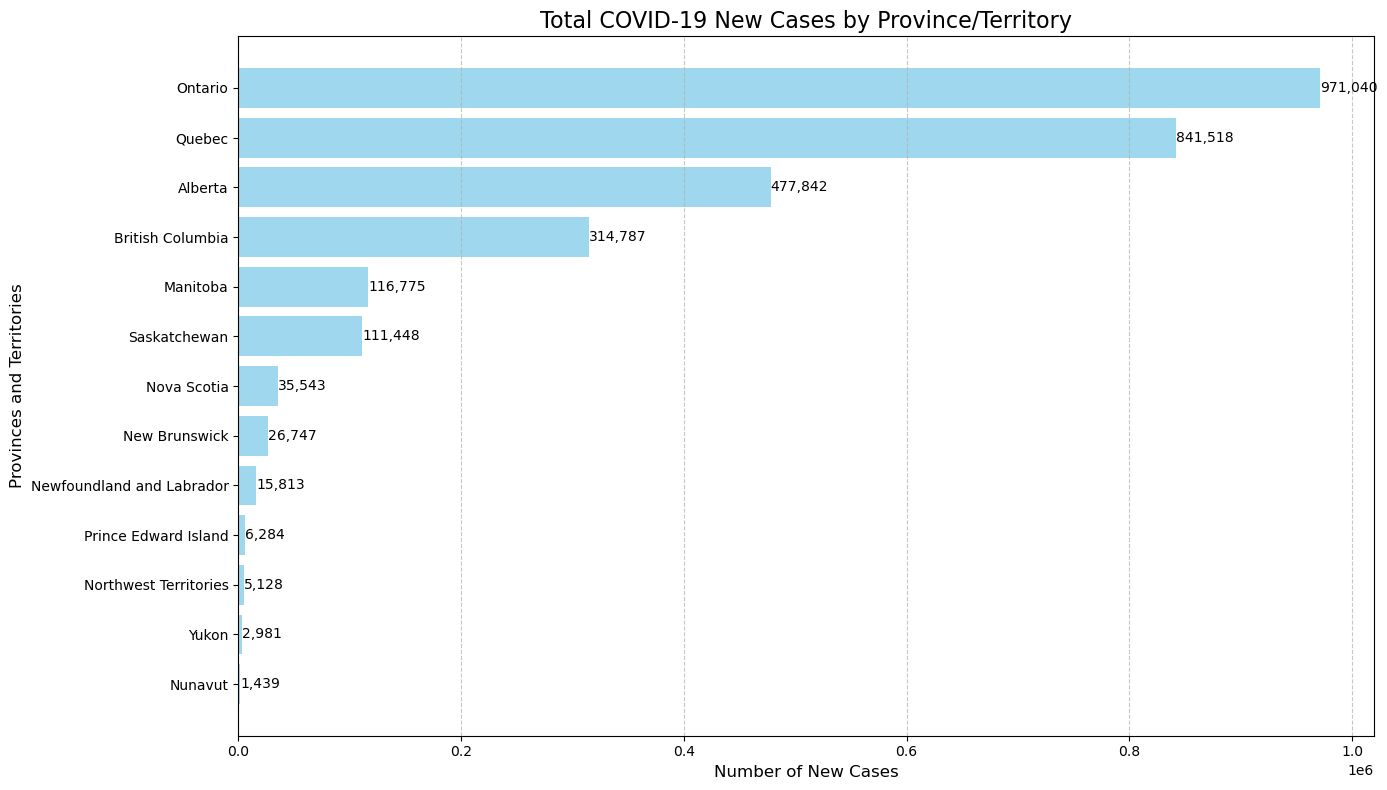 Total COVID-19 New Cases by Province/Territory
Provinces and Territories
Ontario 971,040
Quebec 841,518
Alberta 477,842
British Columbia 314,787
Manitoba 116,775
Saskatchewan 111,448
Nova Scotia 35,543
New Brunswick 26,747
Newfoundland and Labrador 15,813
Prince Edward Island 6,284
Northwest Territories 5,128
Yukon 2,981
Nunavut 1,439
0.0 0.2 0.4 0.6 0.8 1.0
1e6
Number of New Cases